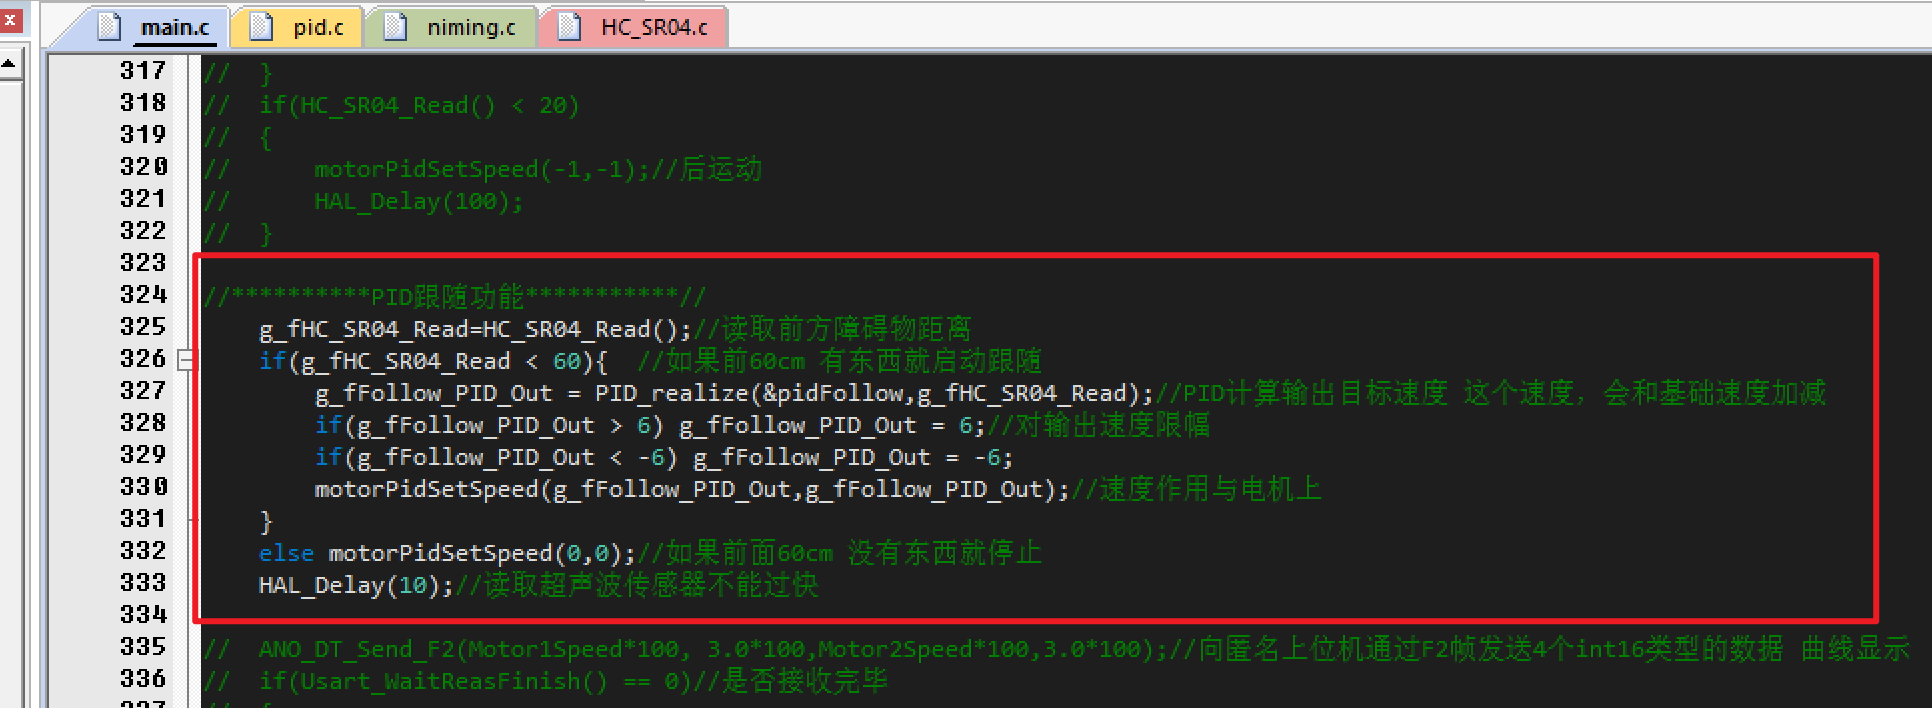 main.c pid.c niming.c HC_SR04.c
317 // }
318 // if(HC_SR04_Read() < 20)
319 // {
320 // motorPidSetSpeed(-1,-1);//后运动
321 // HAL_Delay(100);
322 // }
323
324 //**********PID跟随功能***********//
325 g_fHC_SR04_Read=HC_SR04_Read();//读取前方障碍物距离
326 if(g_fHC_SR04_Read < 60){ //如果前60cm 有东西就启动跟随
327 g_fFollow_PID_Out = PID_realize(&pidFollow,g_fHC_SR04_Read);//PID计算输出目标速度 这个速度，会和基础速度加减
328 if(g_fFollow_PID_Out > 6) g_fFollow_PID_Out = 6;//对输出速度限幅
329 if(g_fFollow_PID_Out < -6) g_fFollow_PID_Out = -6;
330 motorPidSetSpeed(g_fFollow_PID_Out,g_fFollow_PID_Out);//速度作用与电机上
331 }
332 else motorPidSetSpeed(0,0);//如果前面60cm 没有东西就停止
333 HAL_Delay(10);//读取超声波传感器不能过快
334
335 // ANO_DT_Send_F2(Motor1Speed*100, 3.0*100,Motor2Speed*100,3.0*100);//向匿名上位机通过F2帧发送4个int16类型的数据 曲线显示
336 // if(Usart_WaitReasFinish() == 0)//是否接收完毕